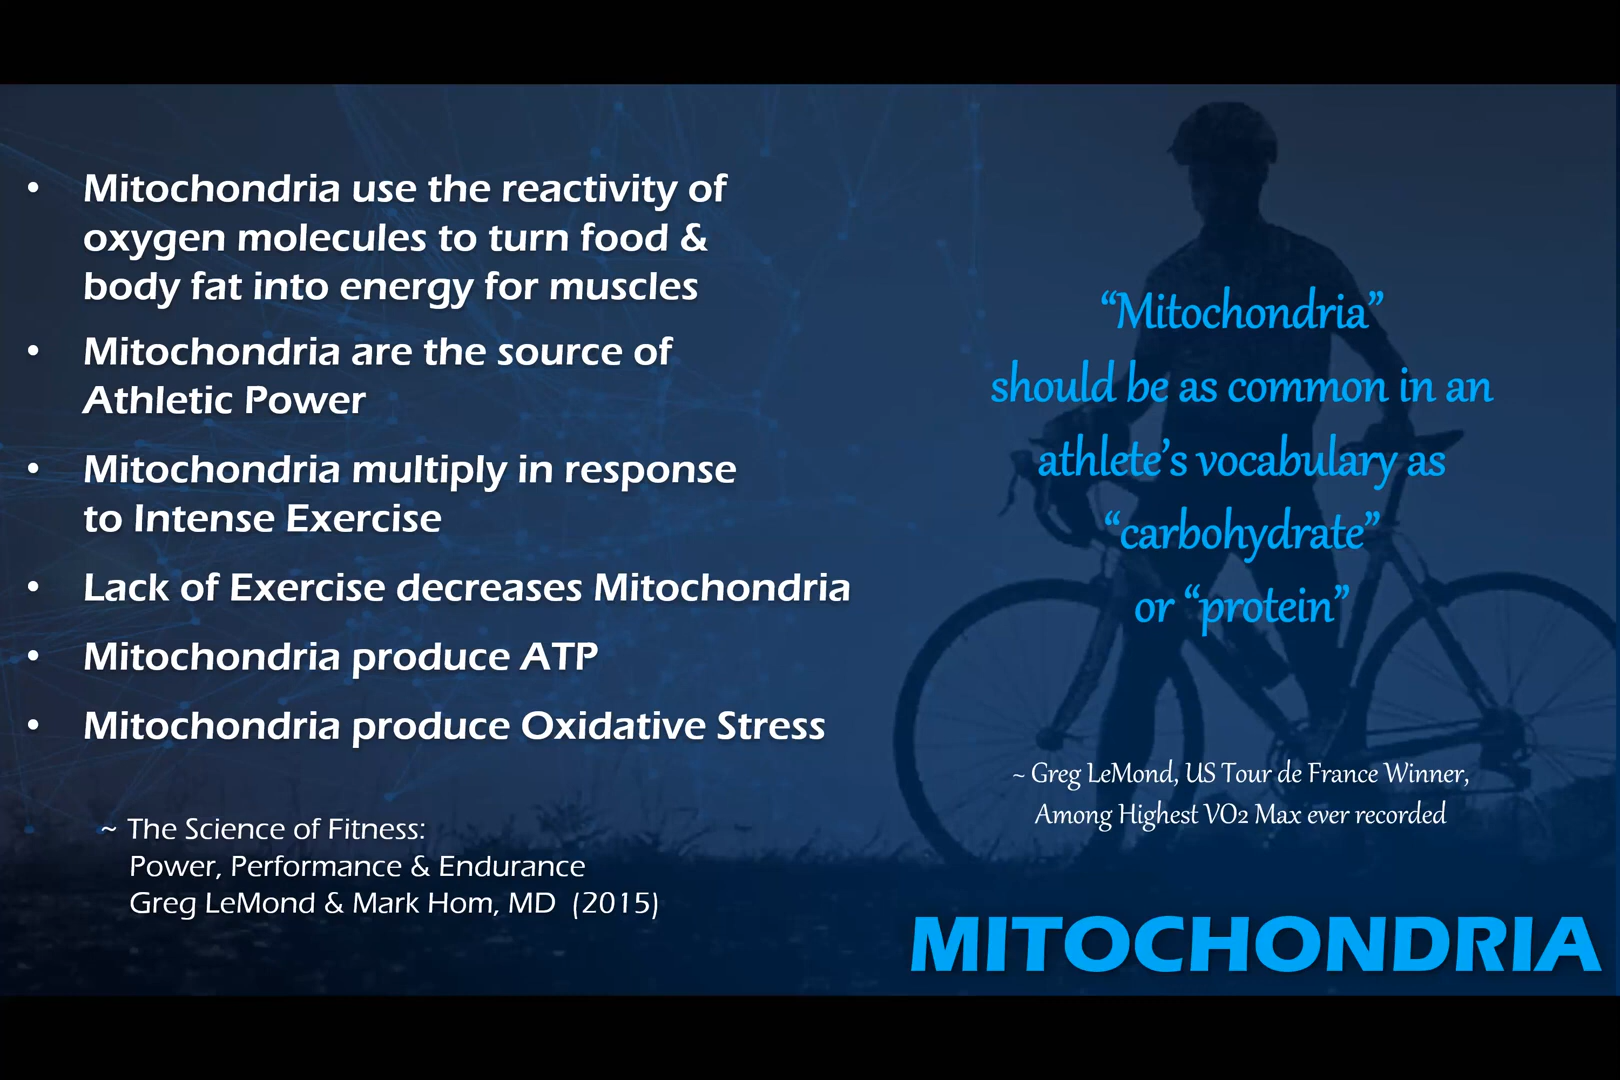 • Mitochondria use the reactivity of
oxygen molecules to turn food &
body fat into energy for muscles
• Mitochondria are the source of
Athletic Power
• Mitochondria multiply in response
to Intense Exercise
• Lack of Exercise decreases Mitochondria
• Mitochondria produce ATP
• Mitochondria produce Oxidative Stress
~ The Science of Fitness:
Power, Performance & Endurance
Greg LeMond & Mark Hom, MD (2015)
“Mitochondria”
should be as common in an
athlete’s vocabulary as
“carbohydrate”
or “protein”
~ Greg LeMond, US Tour de France Winner,
Among Highest VO2 Max ever recorded
MITOCHONDRIA